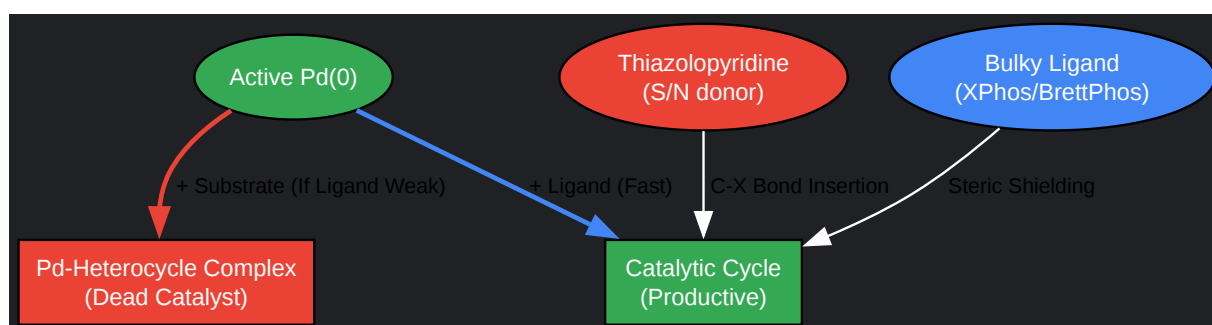 Active Pd(0)
Thiazolopyridine
(S/N donor)
Bulky Ligand
(XPhos/BrettPhos)
+ Substrate (If Ligand Weak)
+ Ligand (Fast)
C-X Bond Insertion
Steric Shielding
Pd-Heterocycle Complex
(Dead Catalyst)
Catalytic Cycle
(Productive)